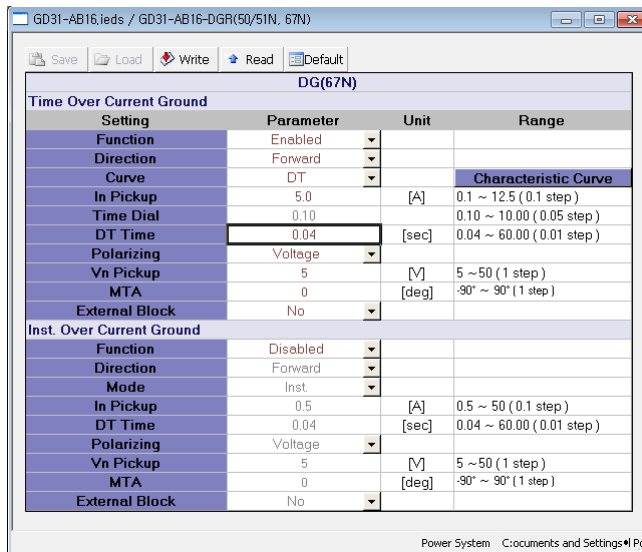 GD31-AB16.ieds / GD31-AB16-DGR(50/51N, 67N)
Save Load Write Read Default
DG(67N)
Time Over Current Ground
Setting Parameter Unit Range
Function Enabled
Direction Forward
Curve DT Characteristic Curve
In Pickup 5.0 [A] 0.1 ~ 12.5 ( 0.1 step )
Time Dial 0.10 0.10 ~ 10.00 ( 0.05 step )
DT Time 0.04 [sec] 0.04 ~ 60.00 ( 0.01 step )
Polarizing Voltage
Vn Pickup 5 [V] 5 ~50 ( 1 step )
MTA 0 [deg] -90° ~ 90° ( 1 step )
External Block No
Inst. Over Current Ground
Function Disabled
Direction Forward
Mode Inst.
In Pickup 0.5 [A] 0.5 ~ 50 ( 0.1 step )
DT Time 0.04 [sec] 0.04 ~ 60.00 ( 0.01 step )
Polarizing Voltage
Vn Pickup 5 [V] 5 ~50 ( 1 step )
MTA 0 [deg] -90° ~ 90° ( 1 step )
External Block No
Power System C:ocuments and Settings Po